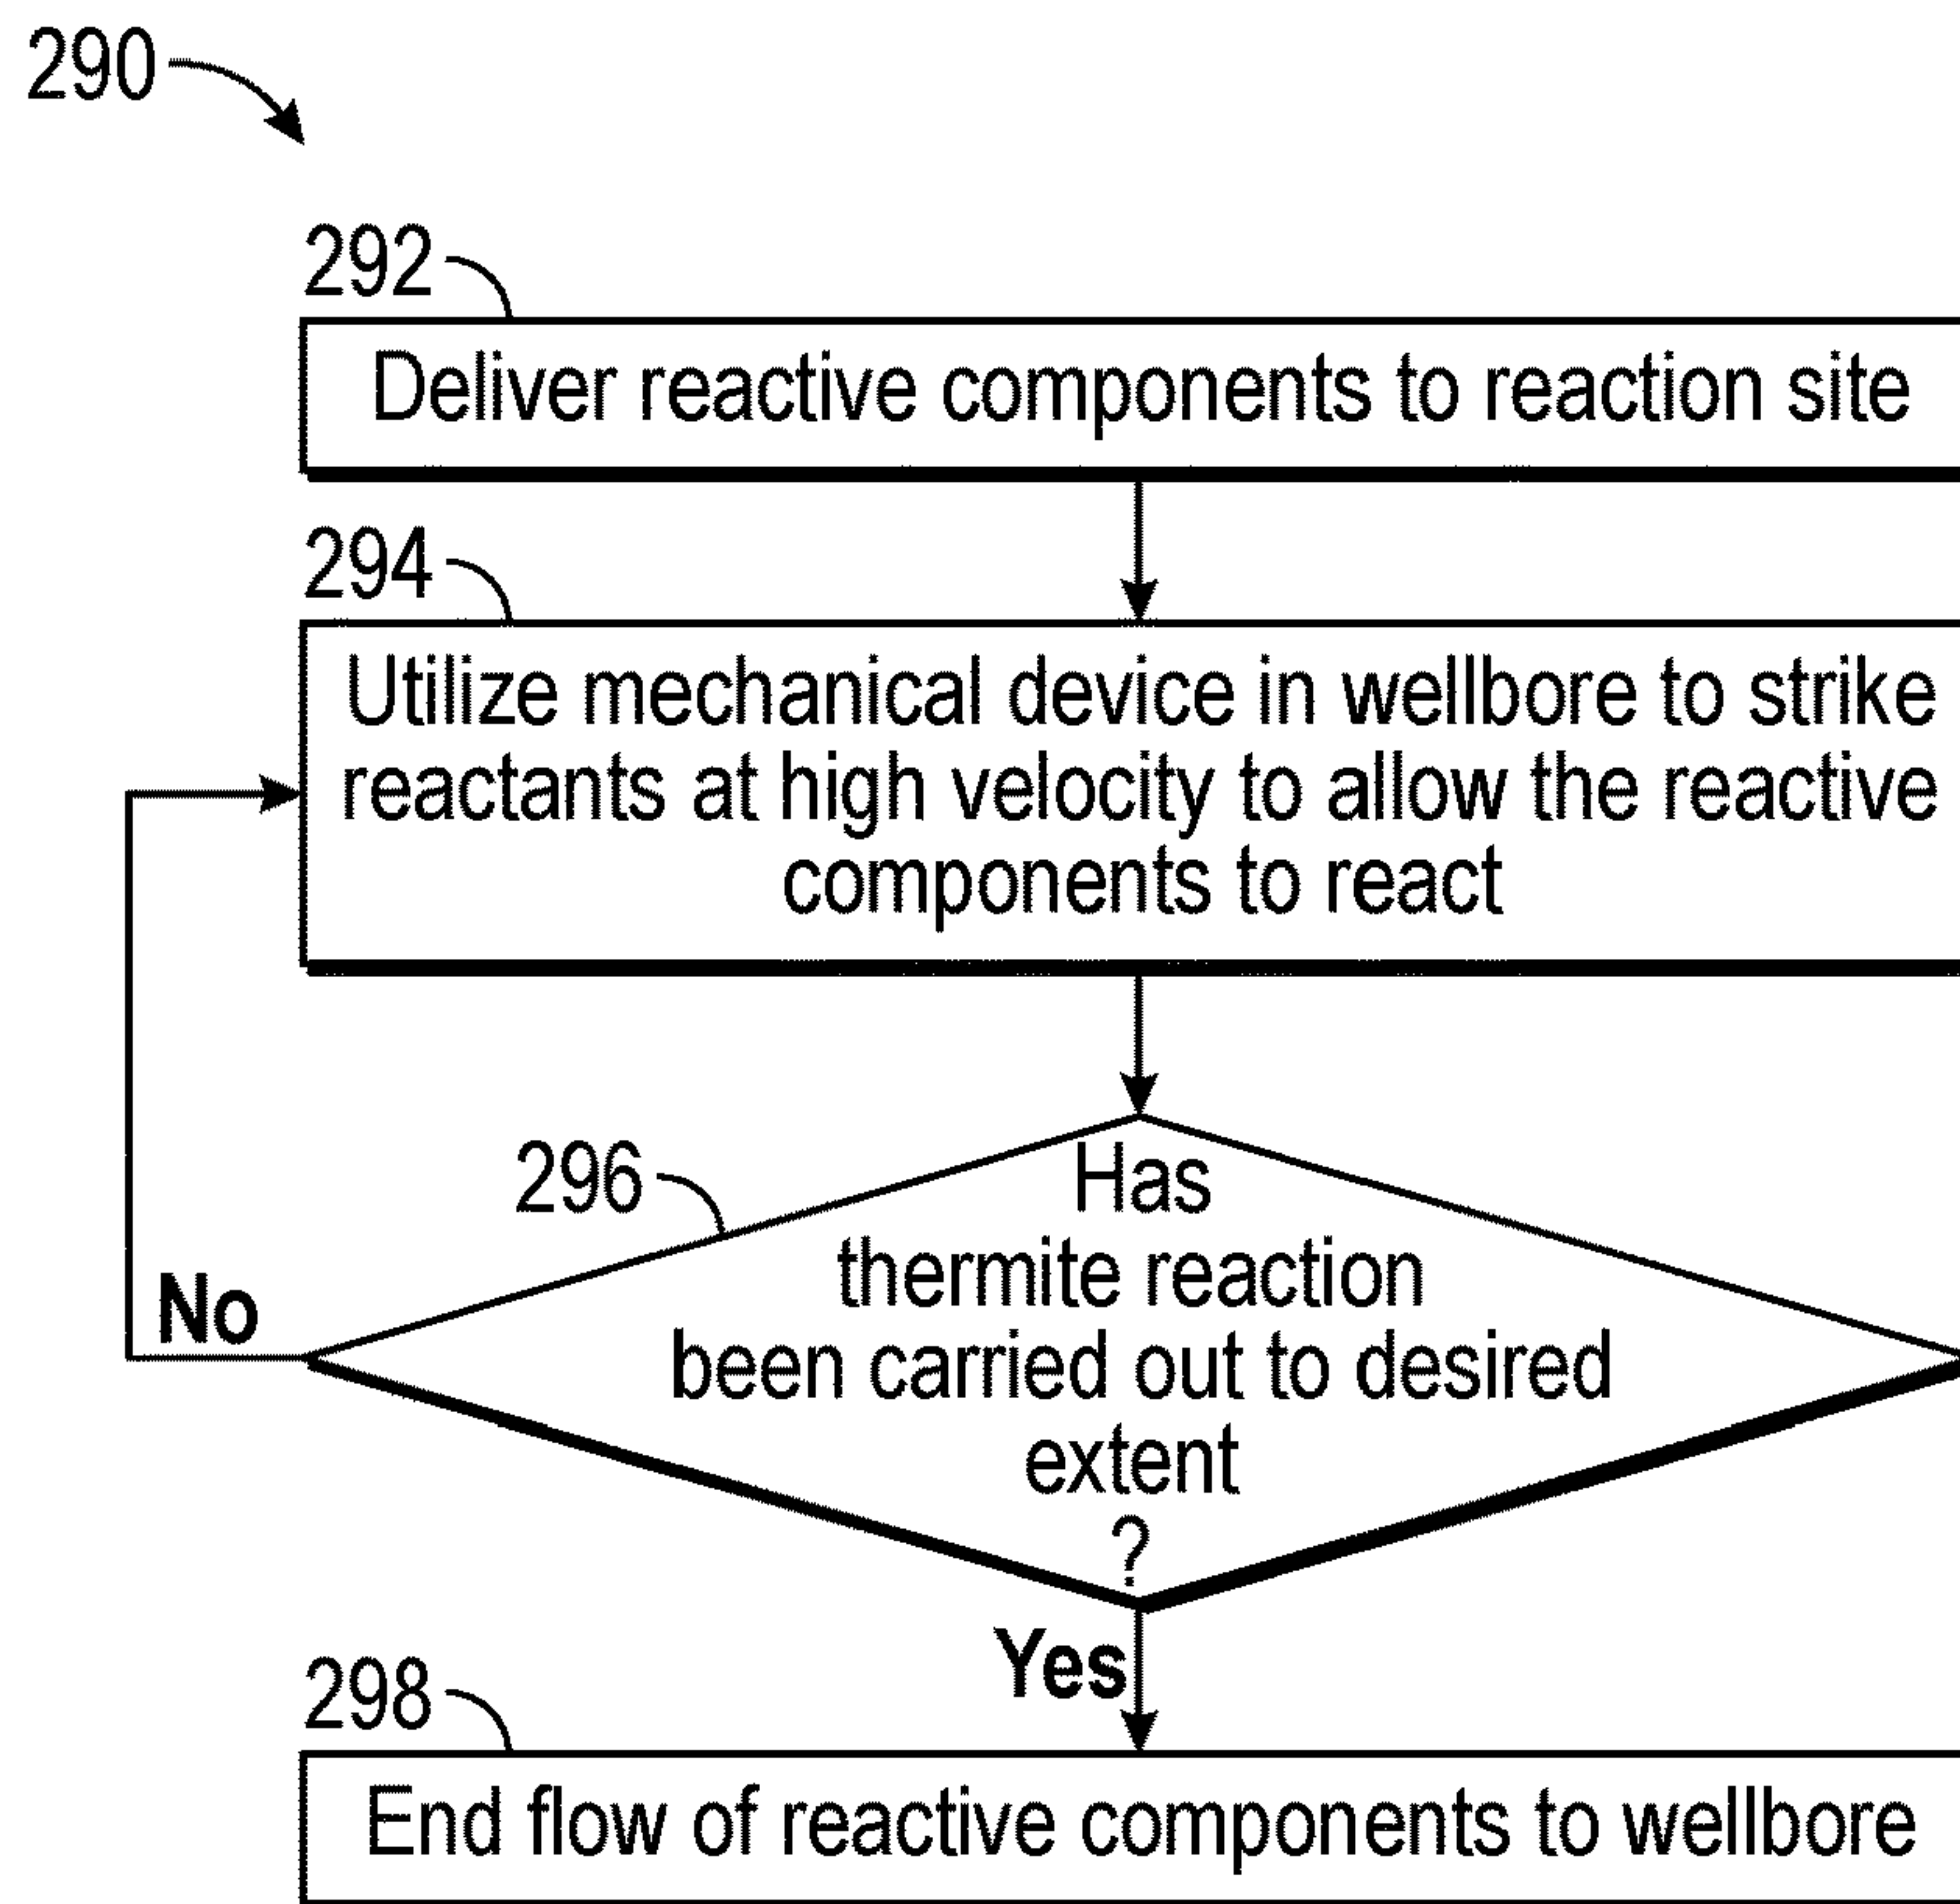 290
292
Deliver reactive components to reaction site
294
Utilize mechanical device in wellbore to strike
reactants at high velocity to allow the reactive
components to react
296
Has
thermite reaction
been carried out to desired
extent
?
No
Yes
298
End flow of reactive components to wellbore